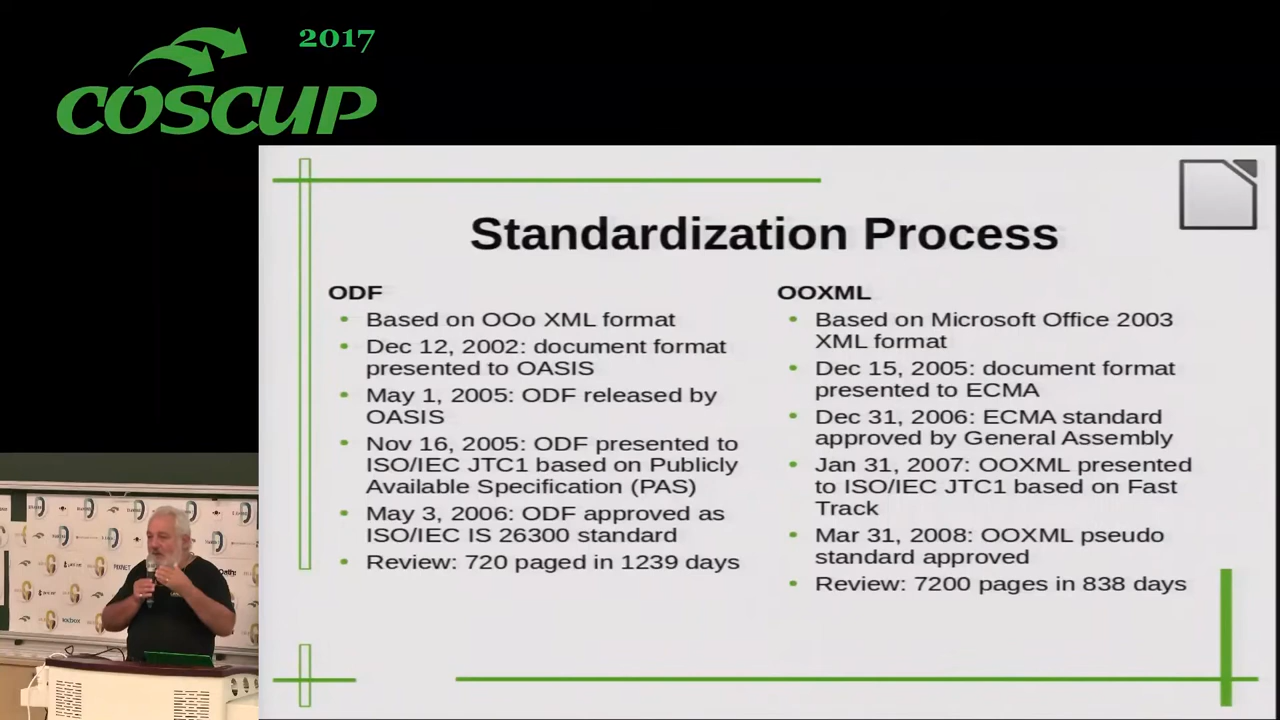 2017
COSCUP
Standardization Process
ODF
Based on OOo XML format
Dec 12, 2002: document format
presented to OASIS
May 1, 2005: ODF released by
OASIS
Nov 16, 2005: ODF presented to
ISO/IEC JTC1 based on Publicly
Available Specification (PAS)
May 3, 2006: ODF approved as
ISO/IEC IS 26300 standard
Review: 720 paged in 1239 days
OOXML
Based on Microsoft Office 2003
XML format
Dec 15, 2005: document format
presented to ECMA
Dec 31, 2006: ECMA standard
approved by General Assembly
Jan 31, 2007: OOXML presented
to ISO/IEC JTC1 based on Fast
Track
Mar 31, 2008: OOXML pseudo
standard approved
Review: 7200 pages in 838 days